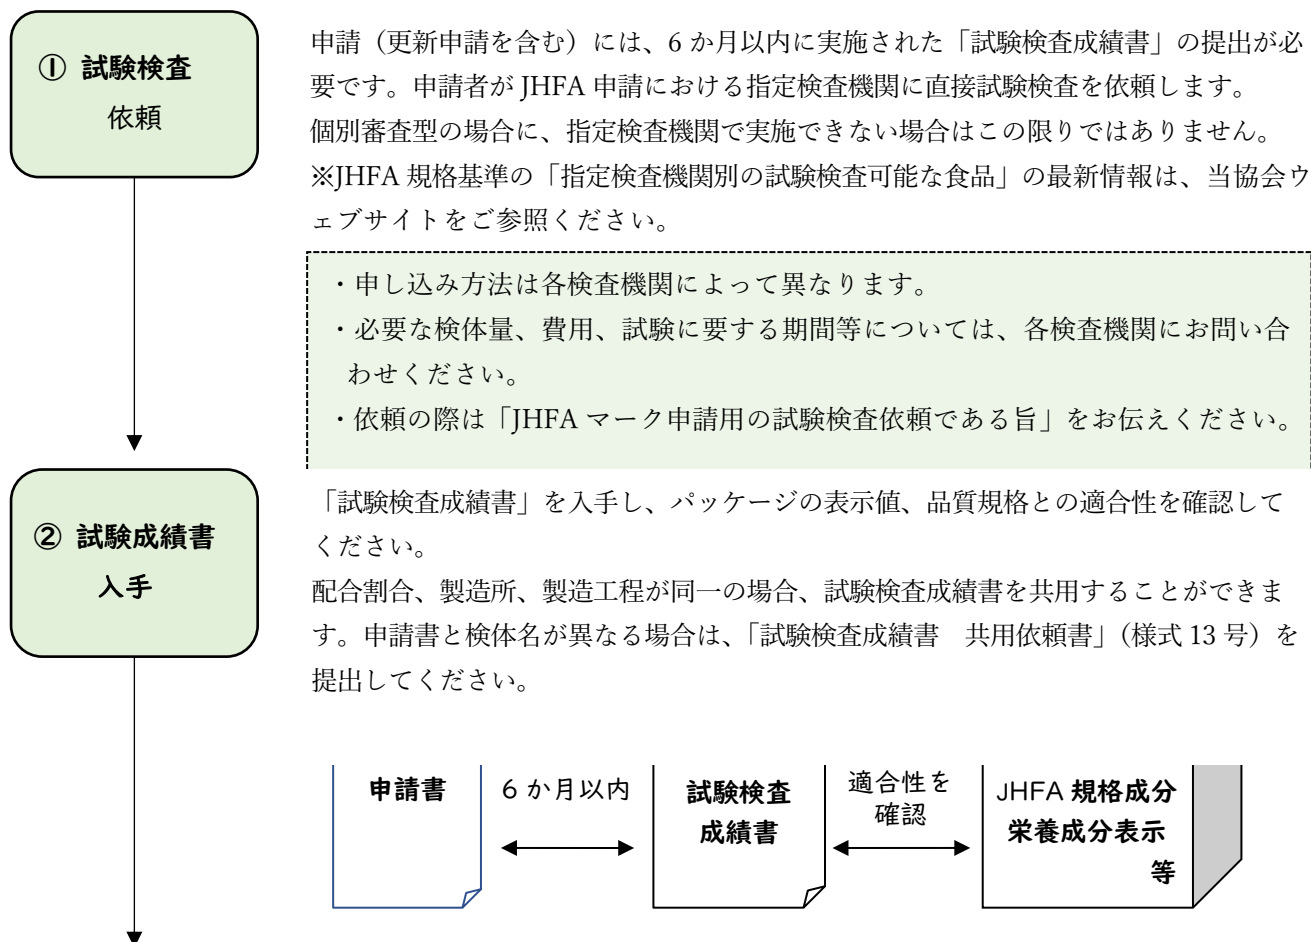 ① 試験検査
依頼
申請（更新申請を含む）には、6 か月以内に実施された「試験検査成績書」の提出が必
要です。申請者が JHFA 申請における指定検査機関に直接試験検査を依頼します。
個別審査型の場合に、指定検査機関で実施できない場合はこの限りではありません。
※JHFA 規格基準の「指定検査機関別の試験検査可能な食品」の最新情報は、当協会ウ
ェブサイトをご参照ください。
・申し込み方法は各検査機関によって異なります。
・必要な検体量、費用、試験に要する期間等については、各検査機関にお問い合
わせください。
・依頼の際は「JHFA マーク申請用の試験検査依頼である旨」をお伝えください。
② 試験成績書
入手
「試験検査成績書」を入手し、パッケージの表示値、品質規格との適合性を確認して
ください。
配合割合、製造所、製造工程が同一の場合、試験検査成績書を共用することができま
す。申請書と検体名が異なる場合は、「試験検査成績書　共用依頼書」（様式 13 号）を
提出してください。
申請書
6 か月以内
試験検査
成績書
適合性を
確認
JHFA 規格成分
栄養成分表示
等